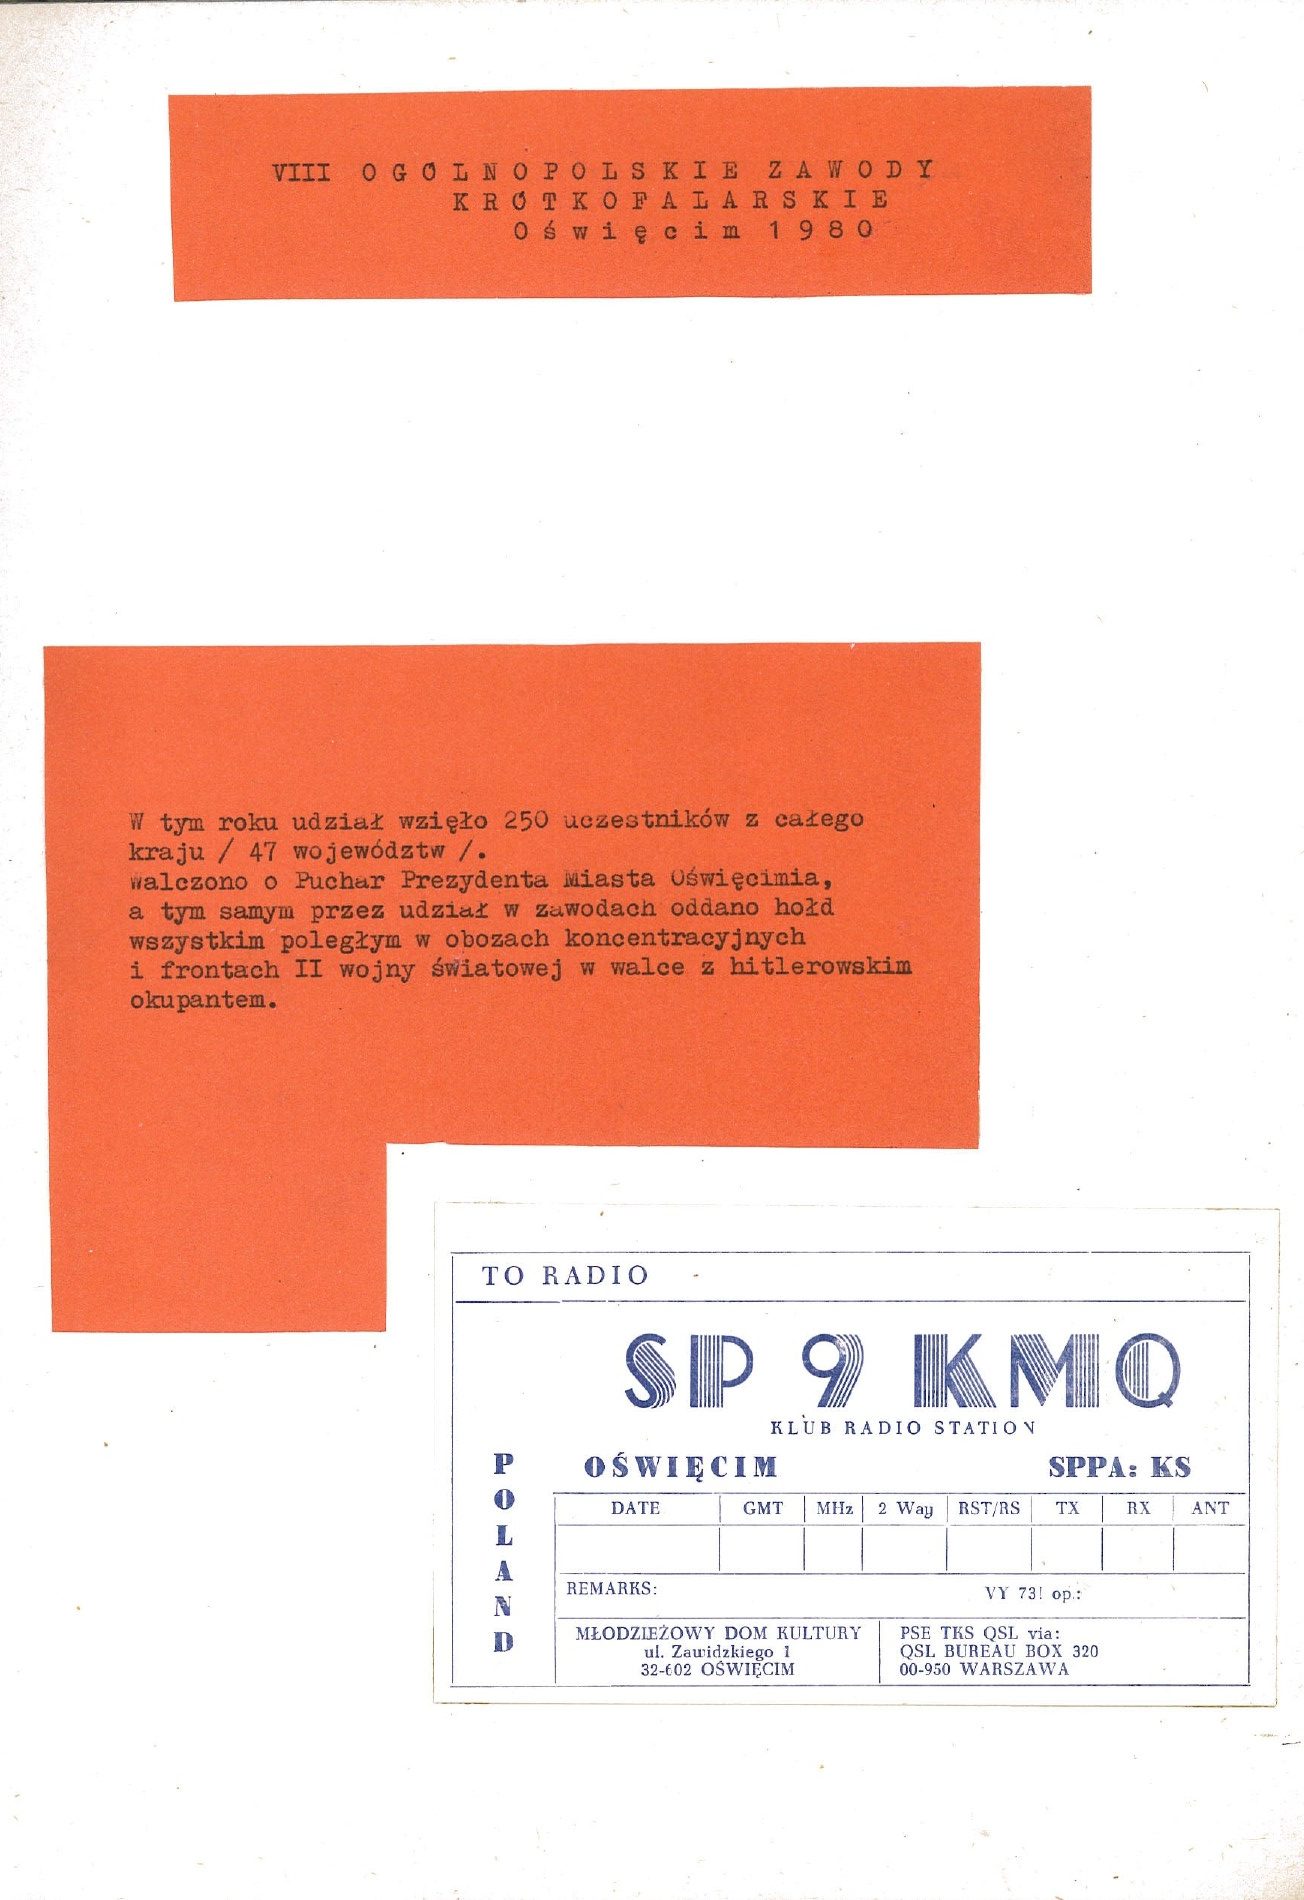 VIII OGÓLNOPOLSKIE ZAWODY
KRÓTKOFALARSKIE
Oświęcim 1980
W tym roku udział wzięło 250 uczestników z całego
kraju / 47 województw /.
Walczono o Puchar Prezydenta Miasta Oświęcimia,
a tym samym przez udział w zawodach oddano hołd
wszystkim poległym w obozach koncentracyjnych
i frontach II wojny światowej w walce z hitlerowskim
okupantem.
TO RADIO
SP 9 KMQ
KLUB RADIO STATION
POLAND
OŚWIĘCIM SPPA: KS
DATE GMT MHz 2 Way RST/RS TX RX ANT
REMARKS: VY 73! op.:
MŁODZIEŻOWY DOM KULTURY
ul. Zawidzkiego 1
32-602 OŚWIĘCIM
PSE TKS QSL via:
QSL BUREAU BOX 320
00-950 WARSZAWA